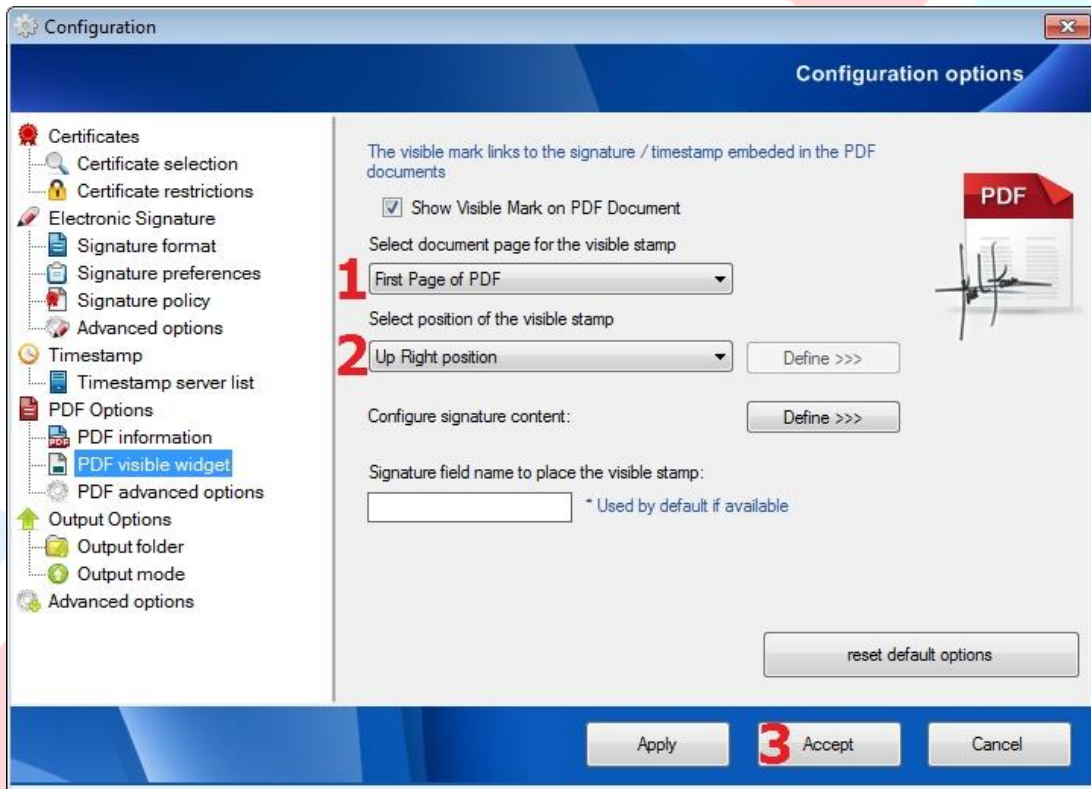 Configuration
Configuration options
Certificates
Certificate selection
Certificate restrictions
Electronic Signature
Signature format
Signature preferences
Signature policy
Advanced options
Timestamp
Timestamp server list
PDF Options
PDF information
PDF visible widget
PDF advanced options
Output Options
Output folder
Output mode
Advanced options
The visible mark links to the signature / timestamp embeded in the PDF
documents
Show Visible Mark on PDF Document
PDF
Select document page for the visible stamp
1 First Page of PDF
Select position of the visible stamp
2 Up Right position Define >>>
Configure signature content: Define >>>
Signature field name to place the visible stamp:
* Used by default if available
reset default options
Apply 3 Accept Cancel